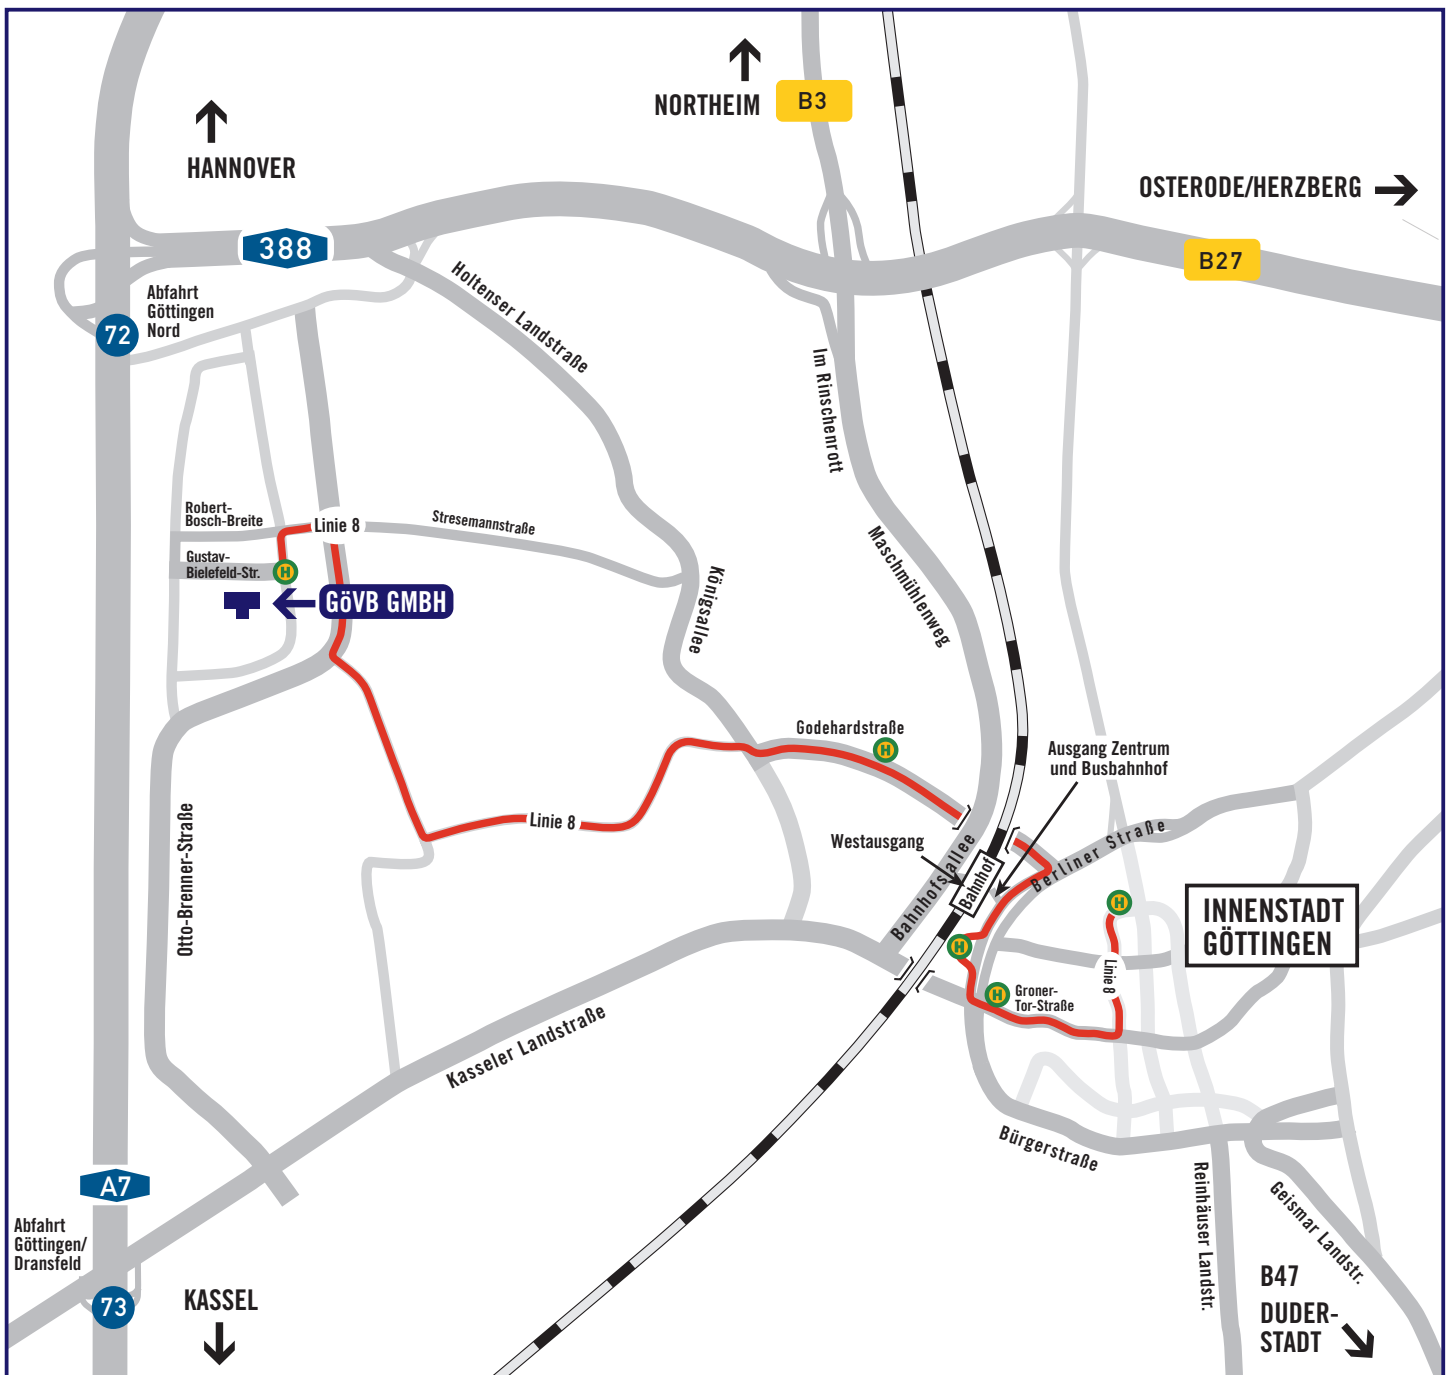 NORTHEIM
B3
HANNOVER
OSTERODE/HERZBERG
388
B27
Abfahrt
Göttingen
Nord
72
Holtenser Landstraße
Im Rinschenrott
Robert-
Bosch-Breite
Linie 8
Stresemannstraße
Gustav-
Bielefeld-Str.
H
GöVB GMBH
Königsallee
Maschmühlenweg
Godehardstraße
H
Ausgang Zentrum
und Busbahnhof
Linie 8
Westausgang
Bahnhofsallee
Bahnhof
Berliner Straße
Otto-Brenner-Straße
H
INNENSTADT
GÖTTINGEN
H
Linie 8
H
Groner-
Tor-Straße
Kasseler Landstraße
Bürgerstraße
A7
Reinhäuser Landstr.
Geismar Landstr.
Abfahrt
Göttingen/
Dransfeld
73
KASSEL
B47
DUDER-
STADT